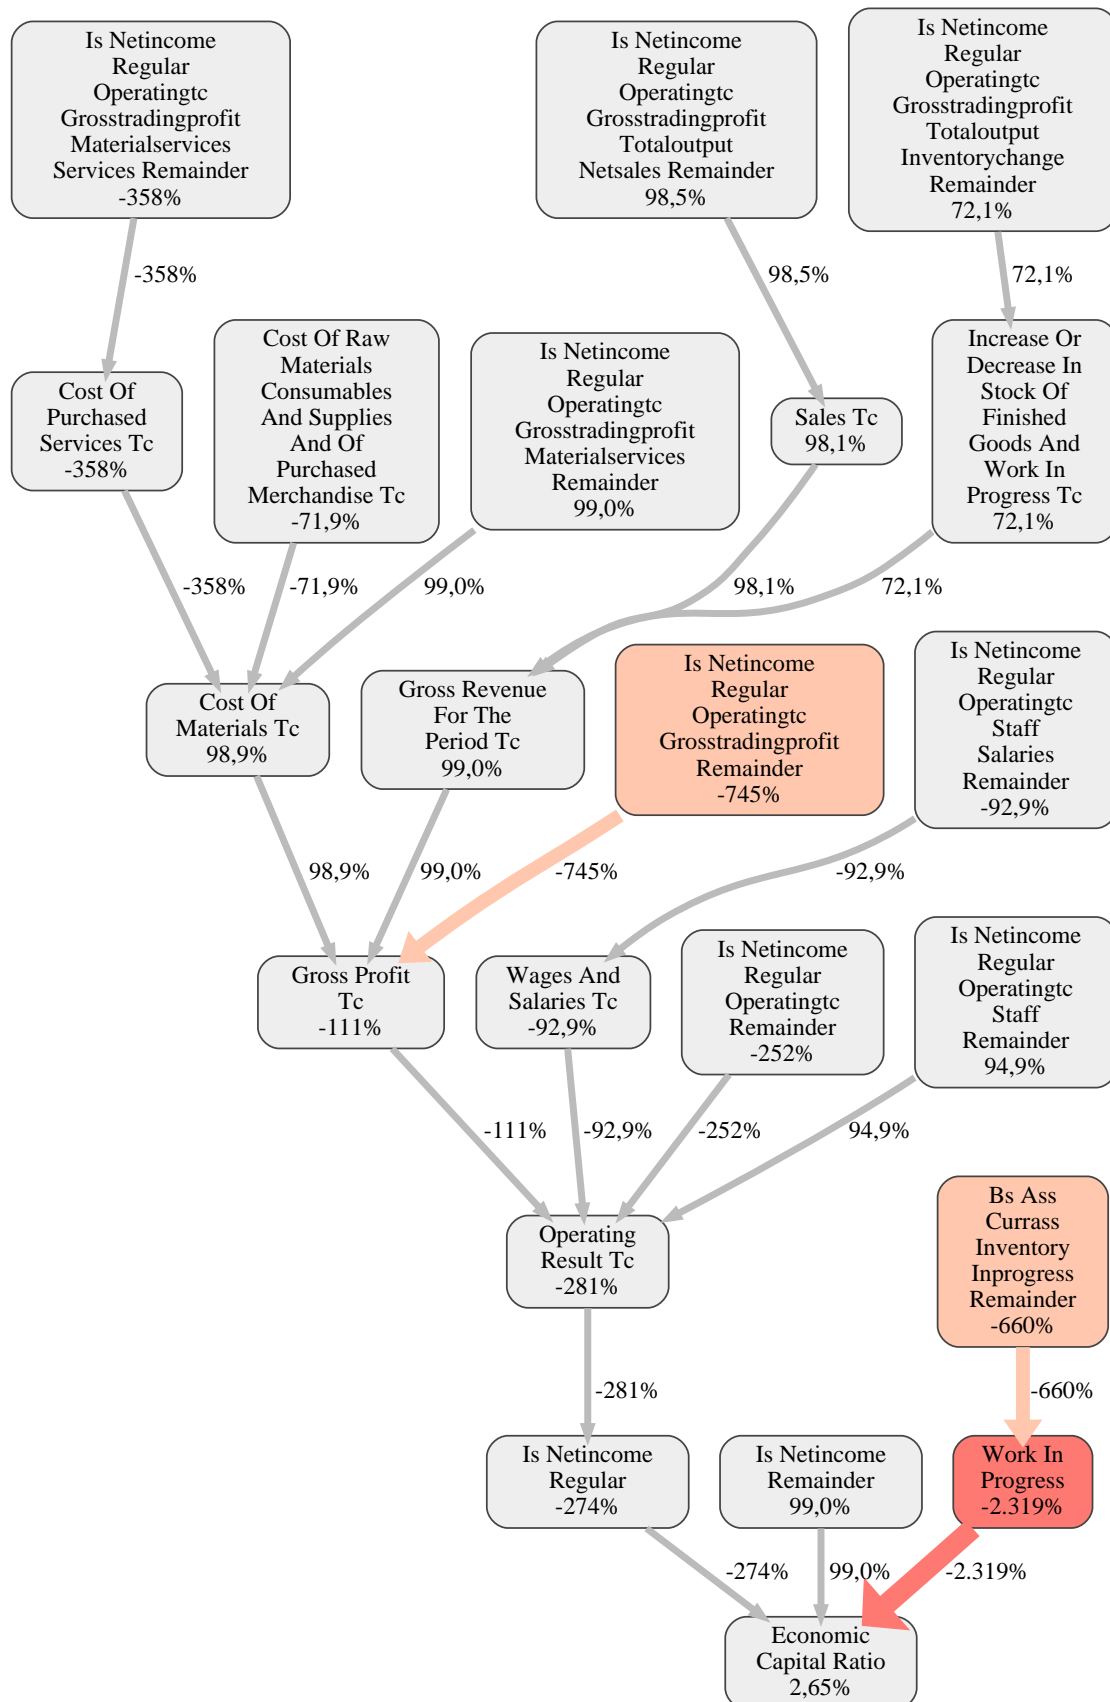 Is Netincome
Regular
Operatingtc
Grosstradingprofit
Materialservices
Services Remainder
-358%
Is Netincome
Regular
Operatingtc
Grosstradingprofit
Totaloutput
Netsales Remainder
98,5%
Is Netincome
Regular
Operatingtc
Grosstradingprofit
Totaloutput
Inventorychange
Remainder
72,1%
-358%
98,5%
72,1%
Cost Of
Purchased
Services Tc
-358%
Cost Of Raw
Materials
Consumables
And Supplies
And Of
Purchased
Merchandise Tc
-71,9%
Is Netincome
Regular
Operatingtc
Grosstradingprofit
Materialservices
Remainder
99,0%
Sales Tc
98,1%
Increase Or
Decrease In
Stock Of
Finished
Goods And
Work In
Progress Tc
72,1%
-358%
-71,9%
99,0%
98,1%
72,1%
Cost Of
Materials Tc
98,9%
Gross Revenue
For The
Period Tc
99,0%
Is Netincome
Regular
Operatingtc
Grosstradingprofit
Remainder
-745%
Is Netincome
Regular
Operatingtc
Staff
Salaries
Remainder
-92,9%
98,9%
99,0%
-745%
-92,9%
Gross Profit
Tc
-111%
Wages And
Salaries Tc
-92,9%
Is Netincome
Regular
Operatingtc
Remainder
-252%
Is Netincome
Regular
Operatingtc
Staff
Remainder
94,9%
-111%
-92,9%
-252%
94,9%
Operating
Result Tc
-281%
Bs Ass
Currass
Inventory
Inprogress
Remainder
-660%
-281%
-660%
Is Netincome
Regular
-274%
Is Netincome
Remainder
99,0%
Work In
Progress
-2.319%
-274%
99,0%
-2.319%
Economic
Capital Ratio
2,65%